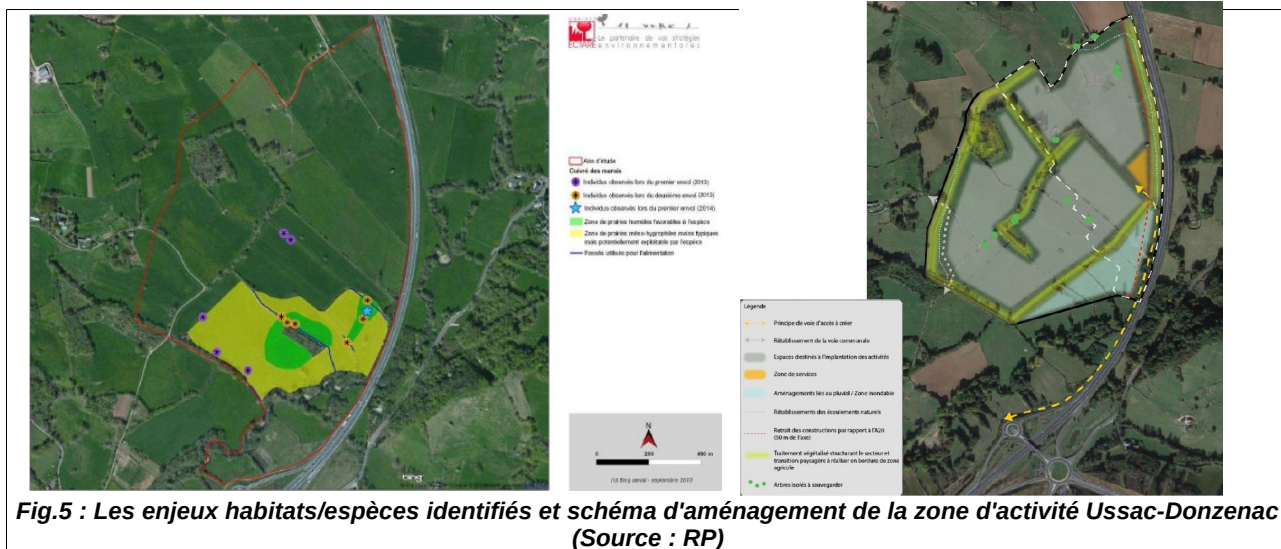 ECTARE
Le partenaire de vos stratégies
environnementales
Aire d'étude
Cuivré des marais
Individus observés lors du premier envol (2013)
Individus observés lors du deuxième envol (2013)
Individus observés lors du premier envol (2014)
Zone de prairies humides favorables à l'espèce
Zone de prairies méso-hygrophiles moins typiques
mais potentiellement exploitable par l'espèce
Fossés utilisés pour l'alimentation
N
0 200 400 m
(c) Bing aerial - septembre 2013
bing
Légende
Principe de voie d'accès à créer
Rétablissement de la voie communale
Espaces destinés à l'implantation des activités
Zone de services
Aménagements liés au pluvial / Zone inondable
Rétablissements des écoulements naturels
Retrait des constructions par rapport à l'A20
(50 m de l'axe)
Traitement végétalisé structurant le secteur et
transition paysagère à réaliser en bordure de zone
agricole
Arbres isolés à sauvegarder
Fig.5 : Les enjeux habitats/espèces identifiés et schéma d'aménagement de la zone d'activité Ussac-Donzenac
(Source : RP)